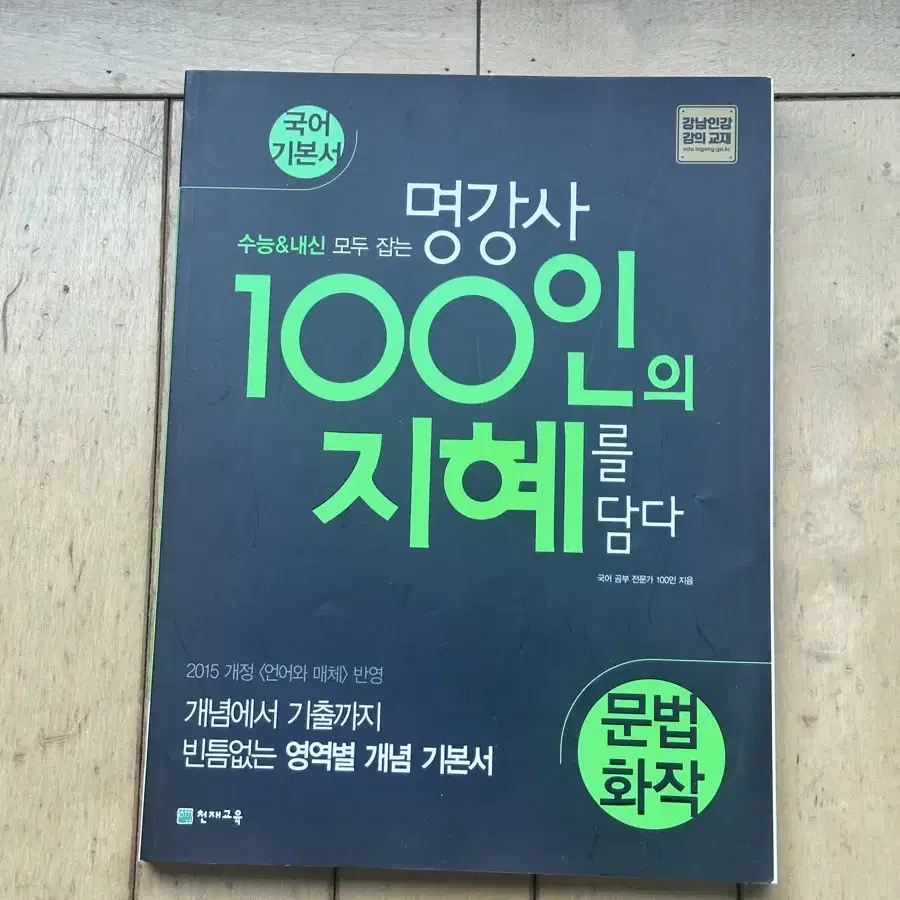 국어
기본서
강남인강
강의 교재
edu.ingang.go.kr
수능&내신 모두 잡는 명강사
100인의
지혜를
담다
국어 공부 전문가 100인 지음
2015 개정 <언어와 매체> 반영
개념에서 기출까지
빈틈없는 영역별 개념 기본서
문법
화작
천재교육